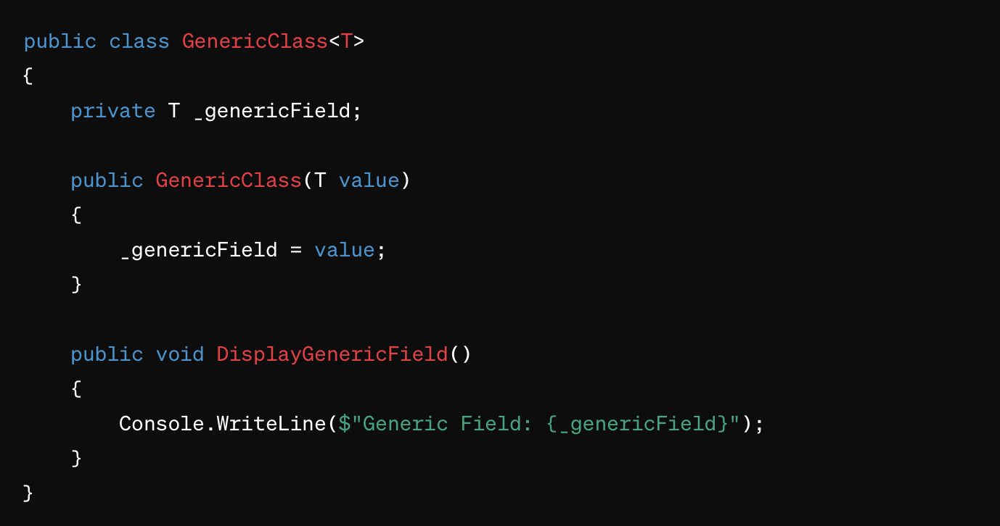 public class GenericClass<T>
{
    private T _genericField;

    public GenericClass(T value)
    {
        _genericField = value;
    }

    public void DisplayGenericField()
    {
        Console.WriteLine($"Generic Field: {_genericField}");
    }
}